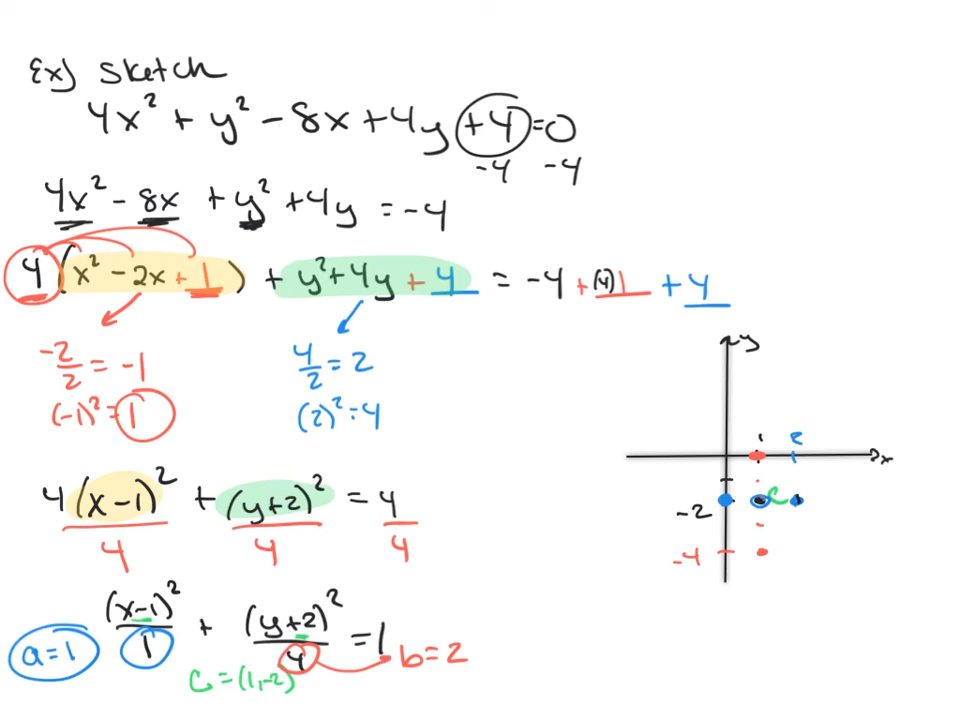 Ex) Sketch
4x² + y² - 8x + 4y + 4 = 0
-4 -4
4x² - 8x + y² + 4y = -4
4(x² - 2x + 1) + y² + 4y + 4 = -4 + (4)1 + 4
-2/2 = -1
(-1)² = 1
4/2 = 2
(2)² = 4
4(x-1)²/4 + (y+2)²/4 = 4/4
(x-1)²/1 + (y+2)²/4 = 1
a=1
b=2
C=(1,-2)
y
1 2
x
C
-2
-4